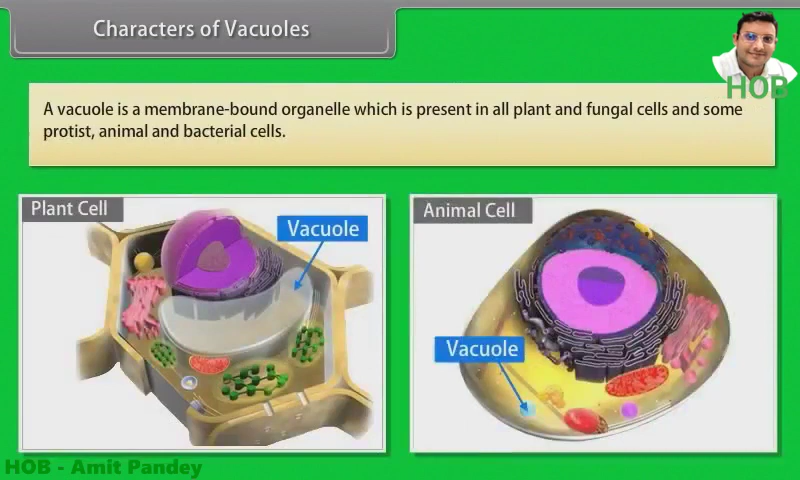 Characters of Vacuoles
HOB
A vacuole is a membrane-bound organelle which is present in all plant and fungal cells and some
protist, animal and bacterial cells.
Plant Cell
Vacuole
Animal Cell
Vacuole
HOB - Amit Pandey